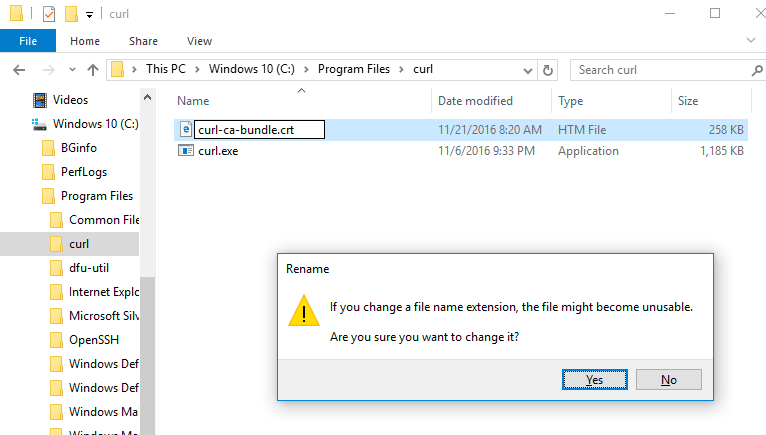 curl
File Home Share View
This PC Windows 10 (C:) Program Files curl Search curl
Name Date modified Type Size
Videos
Windows 10 (C:)
BGinfo
PerfLogs
Program Files
Common File
curl
dfu-util
Internet Explo
Microsoft Silv
OpenSSH
Windows Def
Windows Def
Windows Ma
Windows Ma
curl-ca-bundle.crt 11/21/2016 8:20 AM HTM File 258 KB
curl.exe 11/6/2016 9:33 PM Application 1,185 KB
Rename
If you change a file name extension, the file might become unusable.
Are you sure you want to change it?
Yes No